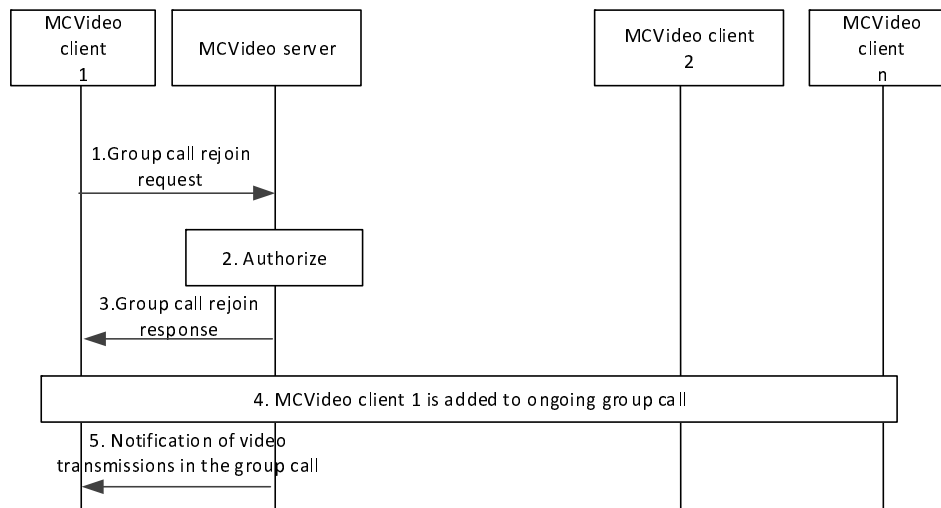 MCVideo
client
1
MCVideo server
MCVideo client
2
MCVideo
client
n
1.Group call rejoin
request
2. Authorize
3.Group call rejoin
response
4. MCVideo client 1 is added to ongoing group call
5. Notification of video
transmissions in the group call